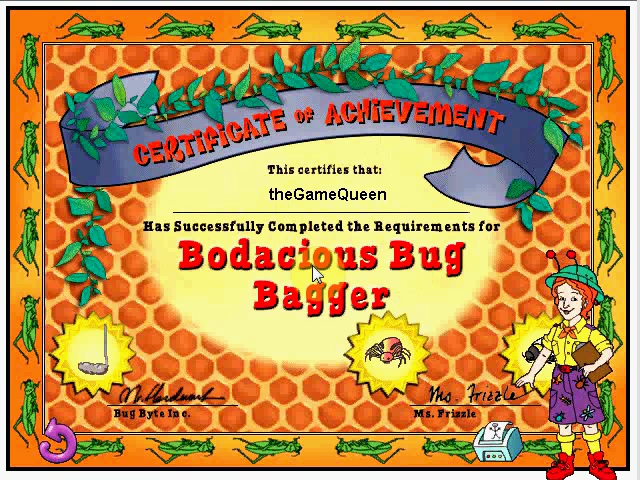 CERTIFICATE OF ACHIEVEMENT
This certifies that:
theGameQueen
Has Successfully Completed the Requirements for
Bodacious Bug
Bagger
Ms. Frizzle
Bug Byte Inc.
Ms. Frizzle